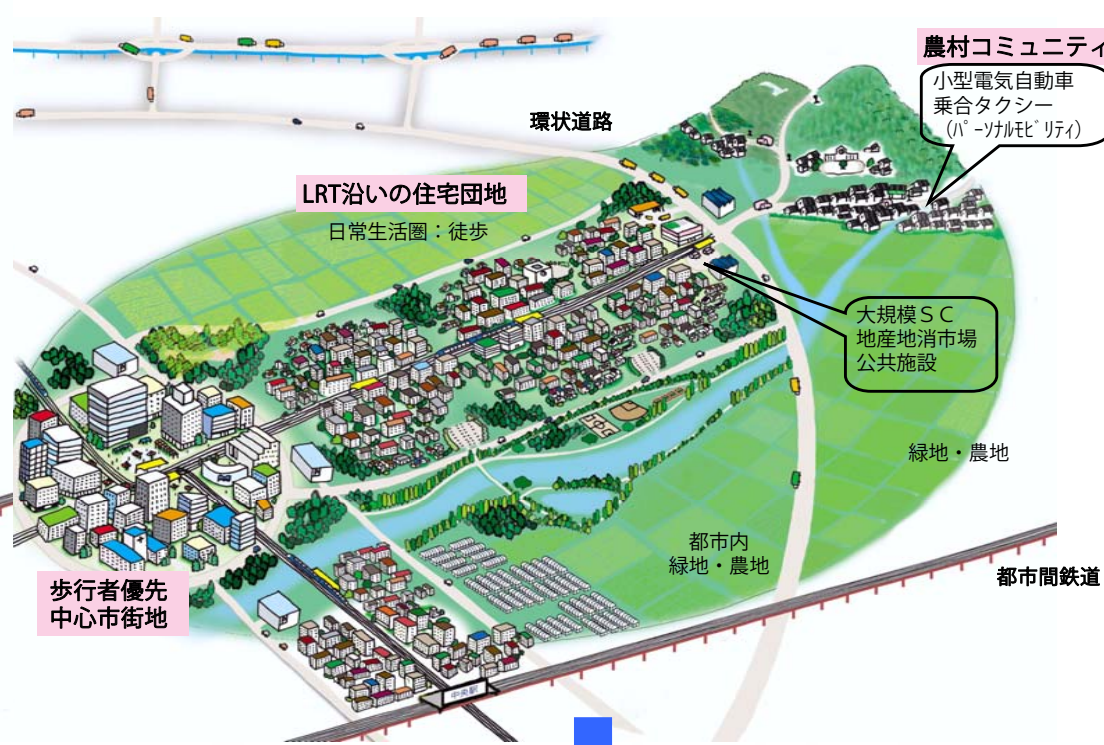 農村コミュニティ
小型電気自動車
乗合タクシー
（ﾊﾟｰｿﾅﾙﾓﾋﾞﾘﾃｨ）
環状道路
LRT沿いの住宅団地
日常生活圏：徒歩
大規模ＳＣ
地産地消市場
公共施設
緑地・農地
都市内
緑地・農地
都市間鉄道
歩行者優先
中心市街地
中央駅